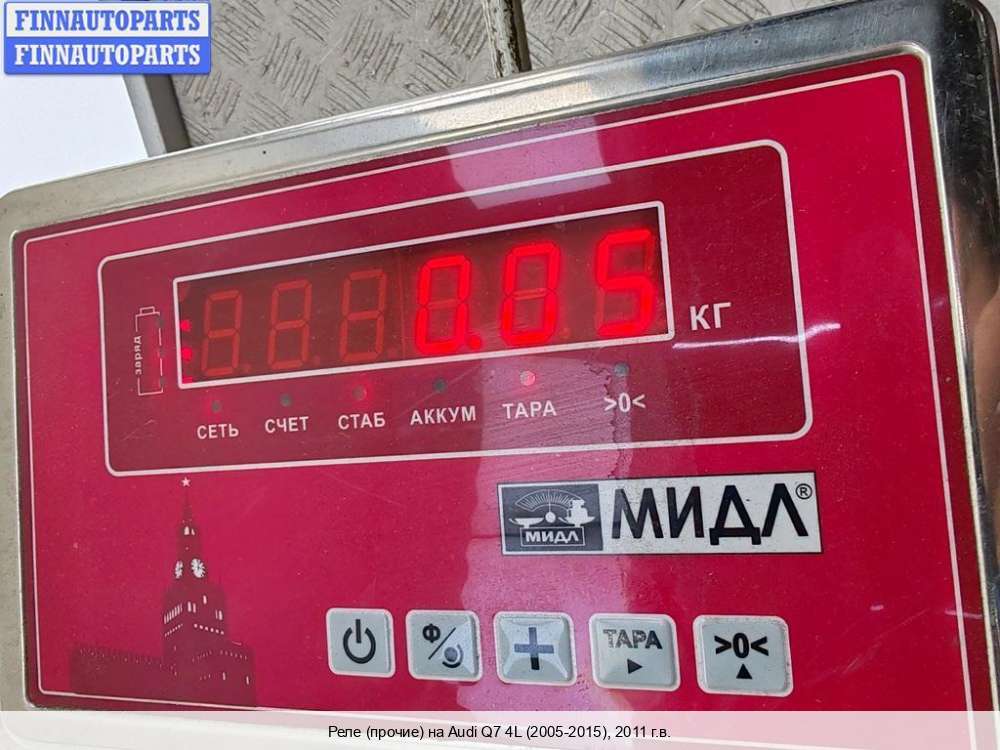 FINNAUTOPARTS
FINNAUTOPARTS
заряд
0.05 КГ
СЕТЬ СЧЕТ СТАБ АККУМ ТАРА >0<
МИДЛ МИДЛ®
Ф/ ТАРА >0<
Реле (прочие) на Audi Q7 4L (2005-2015), 2011 г.в.